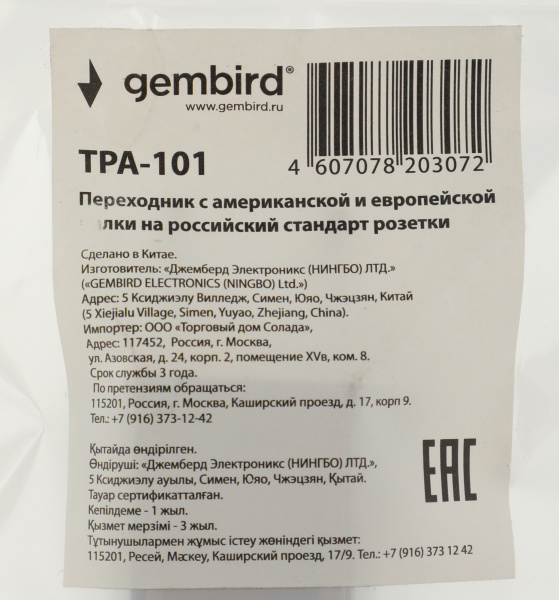 gembird®
www.gembird.ru
4 607078 203072
TPA-101
Переходник с американской и европейской
лки на российский стандарт розетки
Сделано в Китае.
Изготовитель: «Джемберд Электроникс (НИНГБО) ЛТД.»
(«GEMBIRD ELECTRONICS (NINGBO) Ltd.»)
Адрес: 5 Ксиджиэлу Вилледж, Симен, Юяо, Чжэцзян, Китай
(5 Xiejialu Village, Simen, Yuyao, Zhejiang, China).
Импортер: ООО «Торговый дом Солада»,
Адрес: 117452, Россия, г. Москва,
ул. Азовская, д. 24, корп. 2, помещение XVв, ком. 8.
Срок службы 3 года.
По претензиям обращаться:
115201, Россия, г. Москва, Каширский проезд, д. 17, корп 9.
Тел.: +7 (916) 373-12-42
Қытайда өндірілген.
Өндіруші: «Джемберд Электроникс (НИНГБО) ЛТД.»,
5 Ксиджиэлу ауылы, Симен, Юяо, Чжэцзян, Қытай.
Тауар сертификатталған.
Кепілдеме - 1 жыл.
Қызмет мерзімі - 3 жыл.
Тұтынушылармен жұмыс істеу жөніндегі қызмет:
115201, Ресей, Мәскеу, Каширский проезд, 17/9. Тел.: +7 (916) 373 12 42
EAC